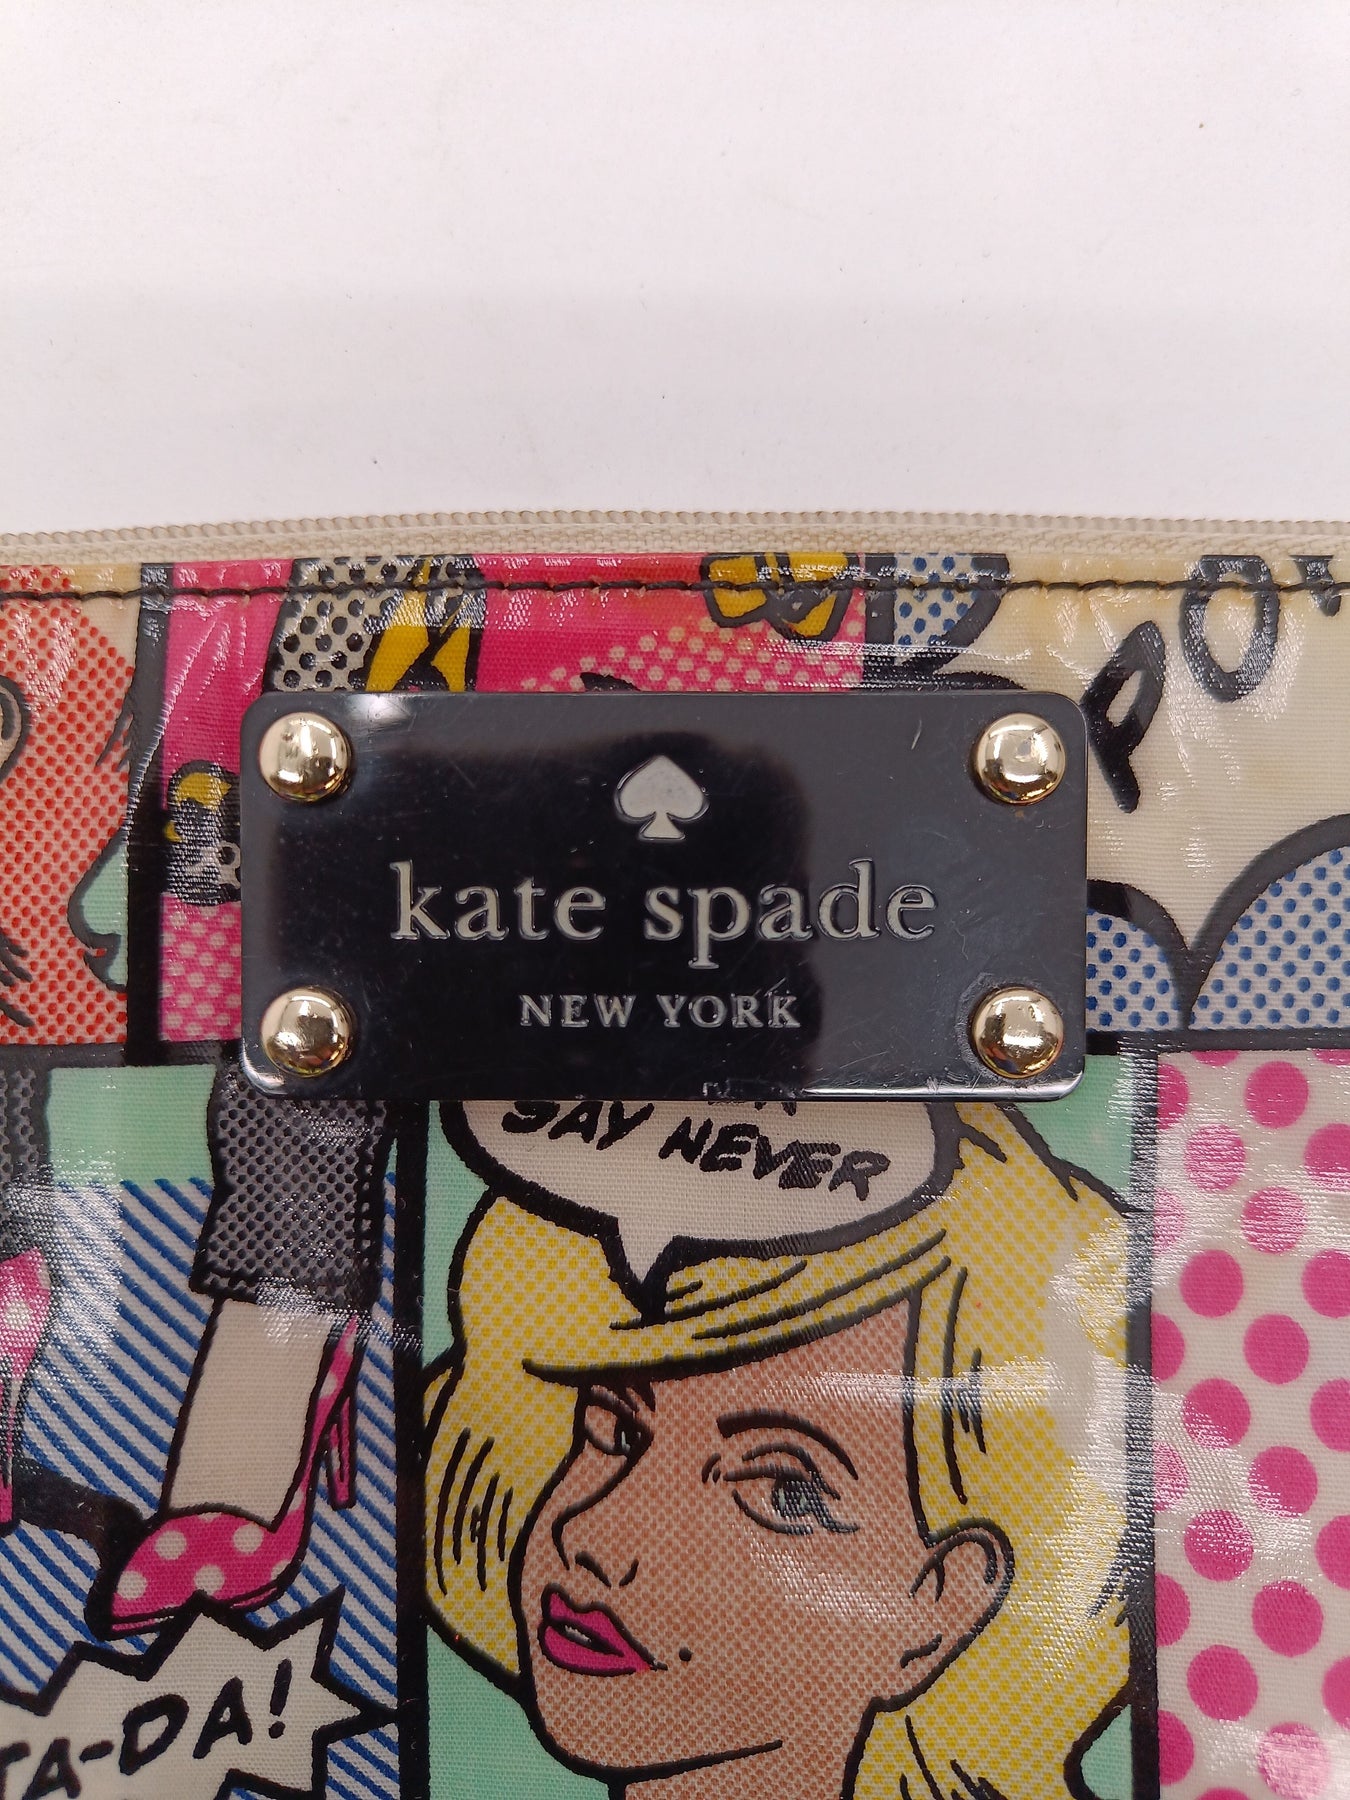 PO
kate spade
NEW YORK
SAY NEVER
TA-DA!